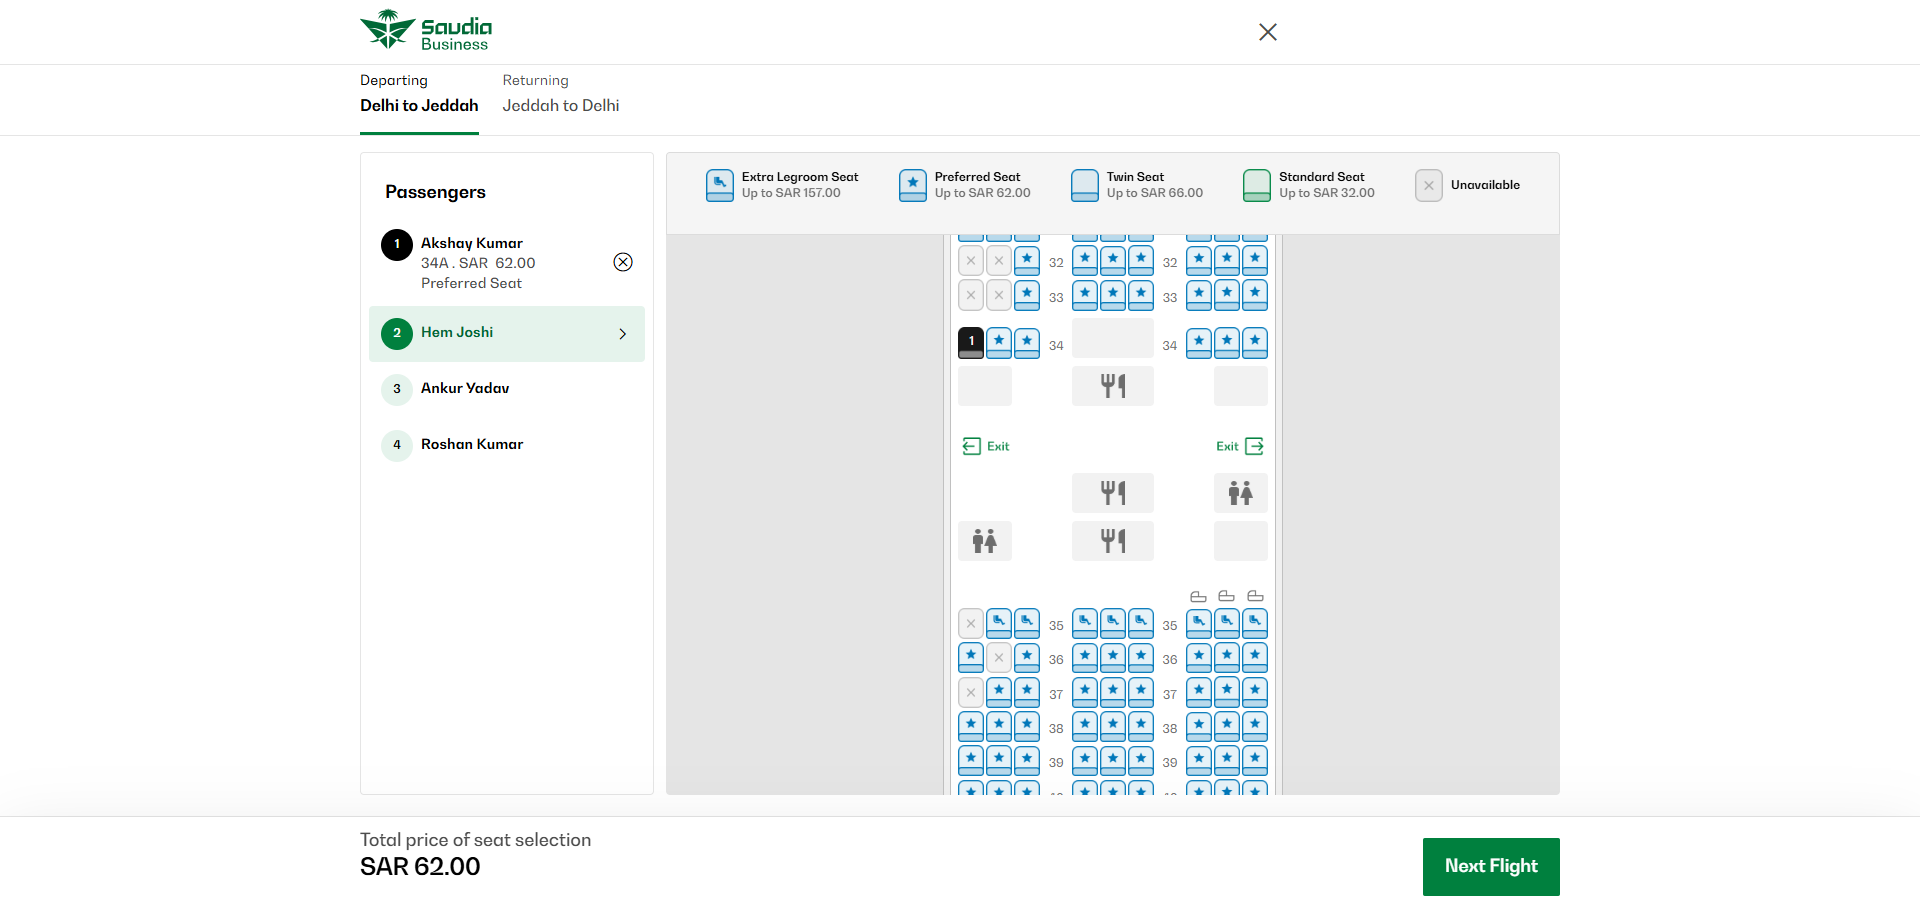 Saudia
Business
Departing
Delhi to Jeddah
Returning
Jeddah to Delhi
Passengers
1
Akshay Kumar
34A . SAR 62.00
Preferred Seat
2
Hem Joshi
3
Ankur Yadav
4
Roshan Kumar
Extra Legroom Seat
Up to SAR 157.00
Preferred Seat
Up to SAR 62.00
Twin Seat
Up to SAR 66.00
Standard Seat
Up to SAR 32.00
Unavailable
32 32
33 33
1 34 34
Exit Exit
35 35
36 36
37 37
38 38
39 39
Total price of seat selection
SAR 62.00
Next Flight